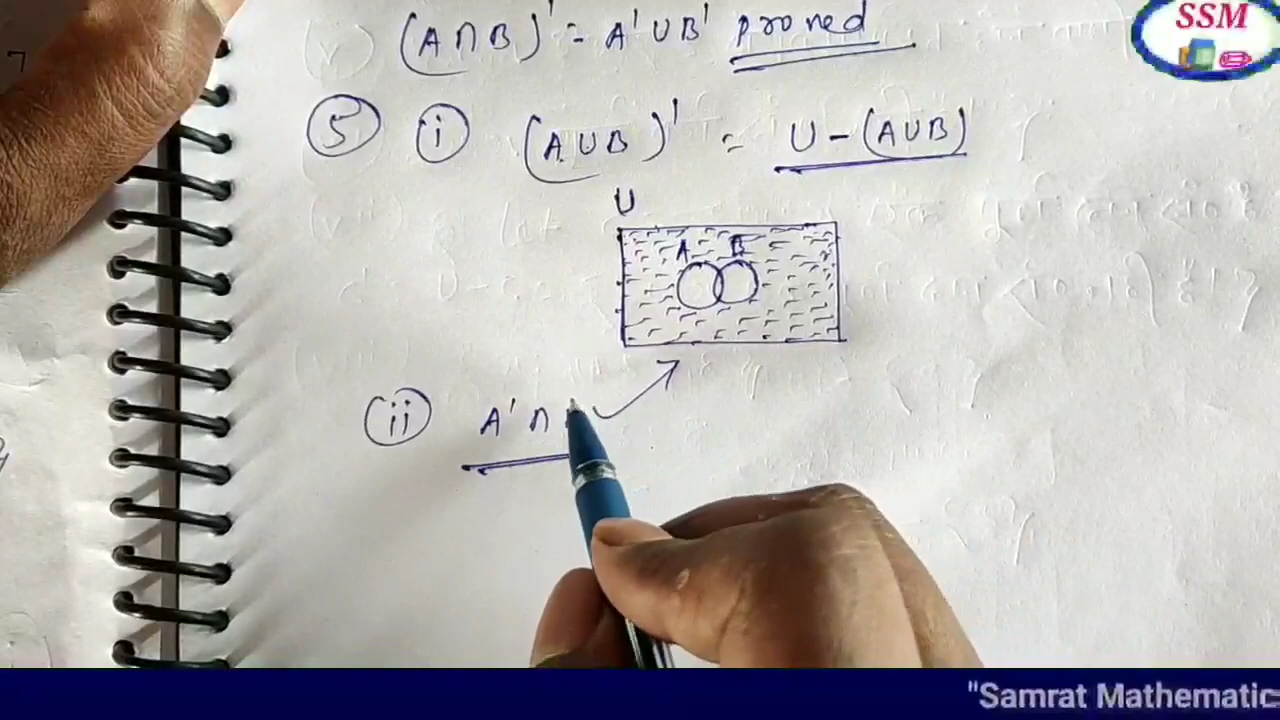 SSM
(A∩B)' = A'∪B' proved
⑤ ⓘ (A∪B)' = U-(A∪B)
U
A B
(ii) A'∩
"Samrat Mathematic